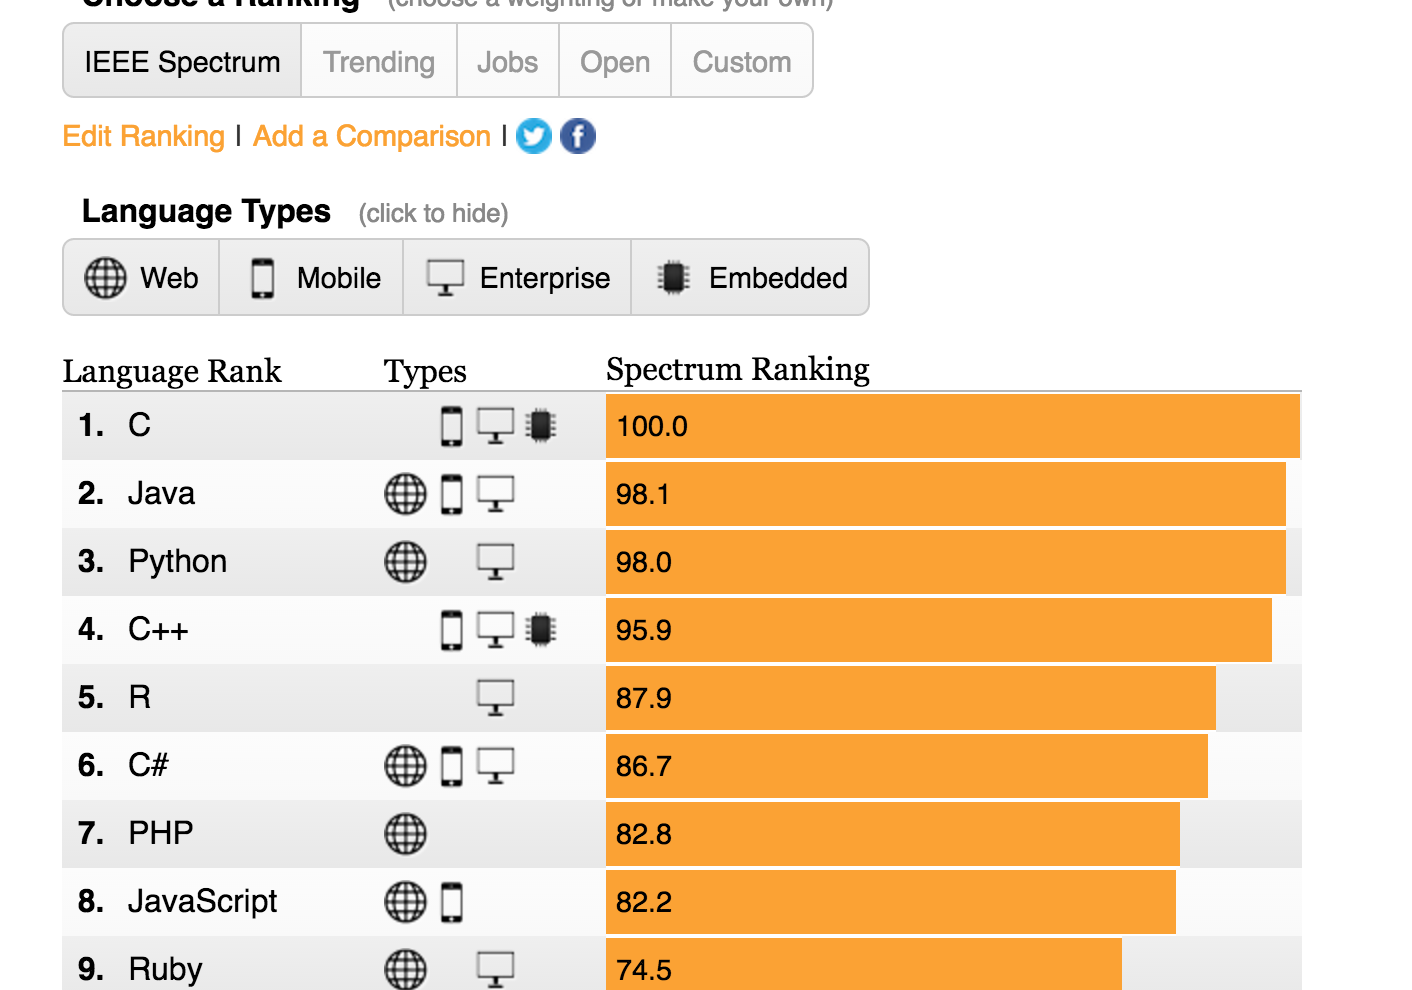 Choose a Ranking (choose a weighting or make your own)
IEEE Spectrum Trending Jobs Open Custom
Edit Ranking | Add a Comparison |
Language Types (click to hide)
Web Mobile Enterprise Embedded
Language Rank Types Spectrum Ranking
1. C 100.0
2. Java 98.1
3. Python 98.0
4. C++ 95.9
5. R 87.9
6. C# 86.7
7. PHP 82.8
8. JavaScript 82.2
9. Ruby 74.5